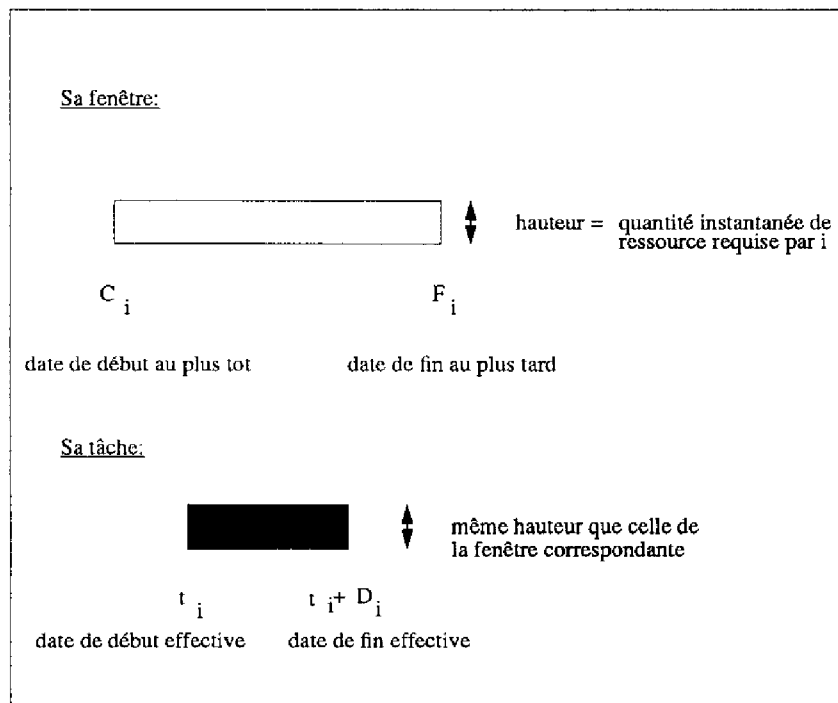 Sa fenêtre:
hauteur = quantité instantanée de
ressource requise par i
C i
F i
date de début au plus tot
date de fin au plus tard
Sa tâche:
même hauteur que celle de
la fenêtre correspondante
t i
t i + D i
date de début effective
date de fin effective